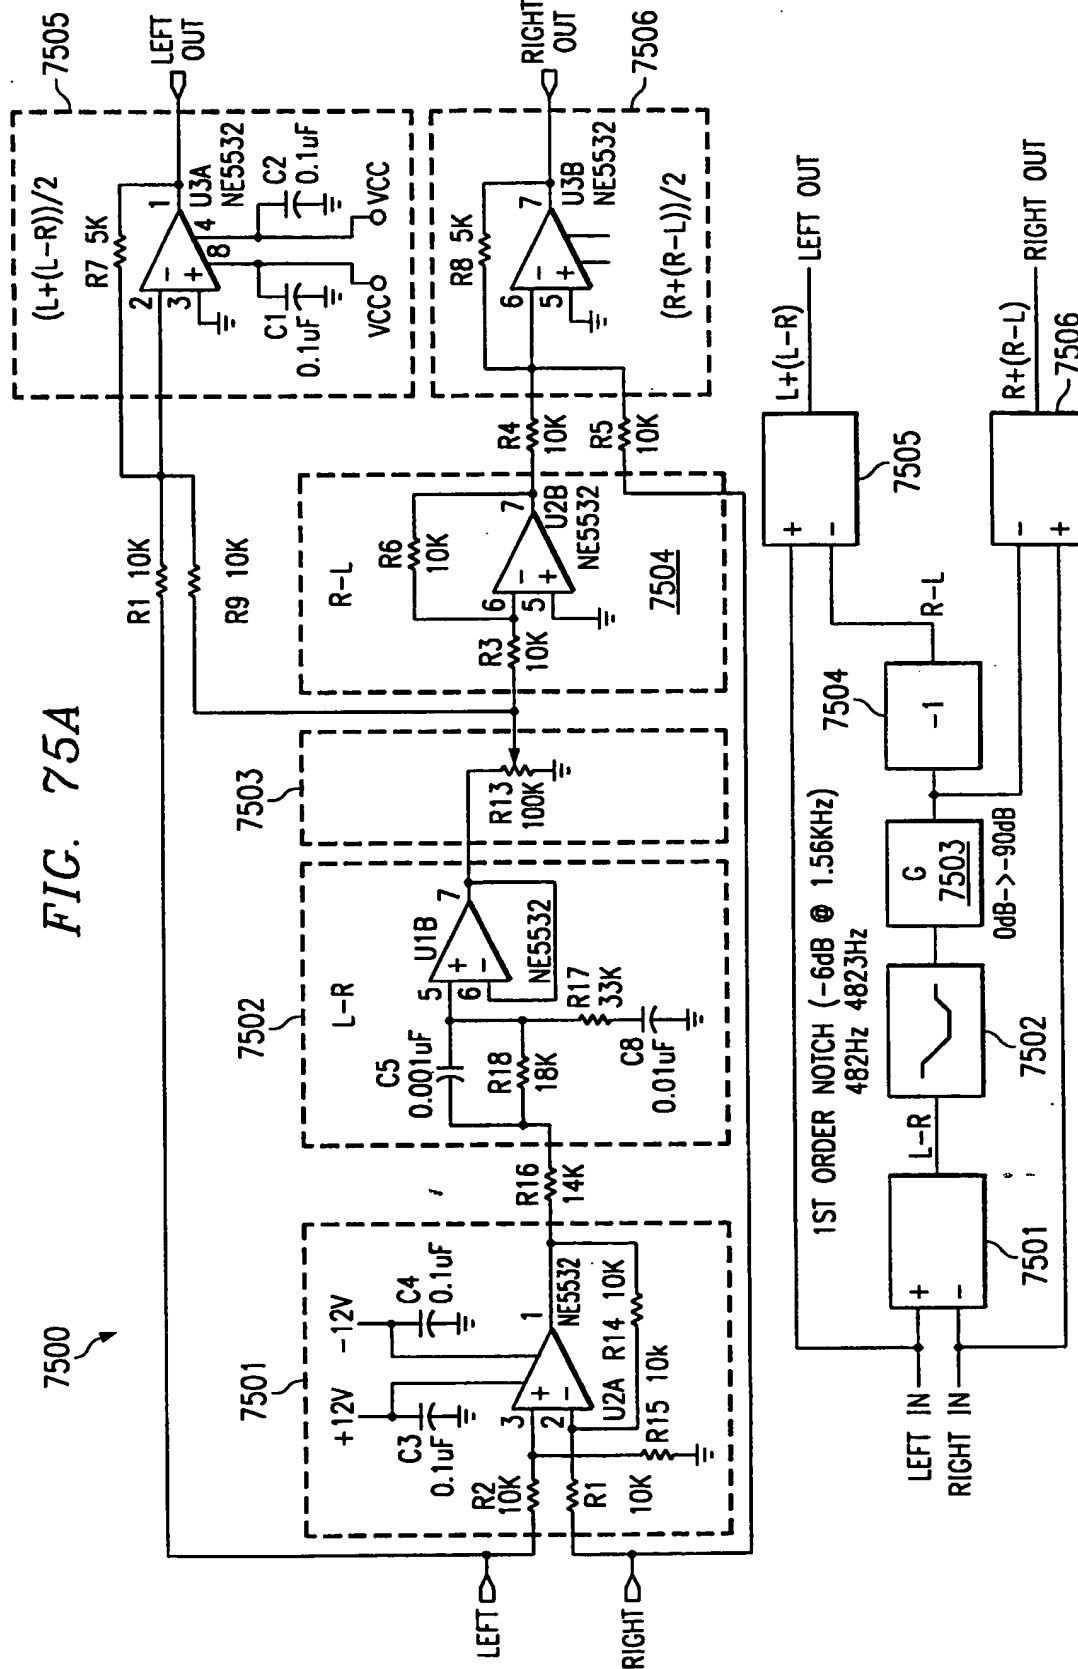 FIG. 75A
7500
7501
+12V
-12V
C3
0.1uF
C4
0.1uF
LEFT
RIGHT
R2
10K
R1
10K
3
2
+
-
1
NE5532
U2A
R14
10K
R15
10k
R16
14K
7502
L-R
C5
0.001uF
R18
18K
5
6
+
-
7
U1B
NE5532
R17
33K
C8
0.01uF
7503
R13
100K
R1 10K
R9 10K
R-L
R3
10K
R6
10K
6
5
-
+
7
U2B
NE5532
7504
R4
10K
R5
10K
7505
(L+(L-R))/2
R7 5K
2
3
-
+
1
U3A
NE5532
4
8
C1
0.1uF
C2
0.1uF
VCC
VCC
LEFT
OUT
7506
R8 5K
6
5
-
+
7
U3B
NE5532
(R+(R-L))/2
RIGHT
OUT
LEFT IN
RIGHT IN
+
-
7501
L-R
1ST ORDER NOTCH (-6dB @ 1.56KHz)
482Hz 4823Hz
7502
G
7503
0dB->-90dB
-1
7504
R-L
+
-
7505
L+(L-R)
LEFT OUT
-
+
7506
R+(R-L)
RIGHT OUT